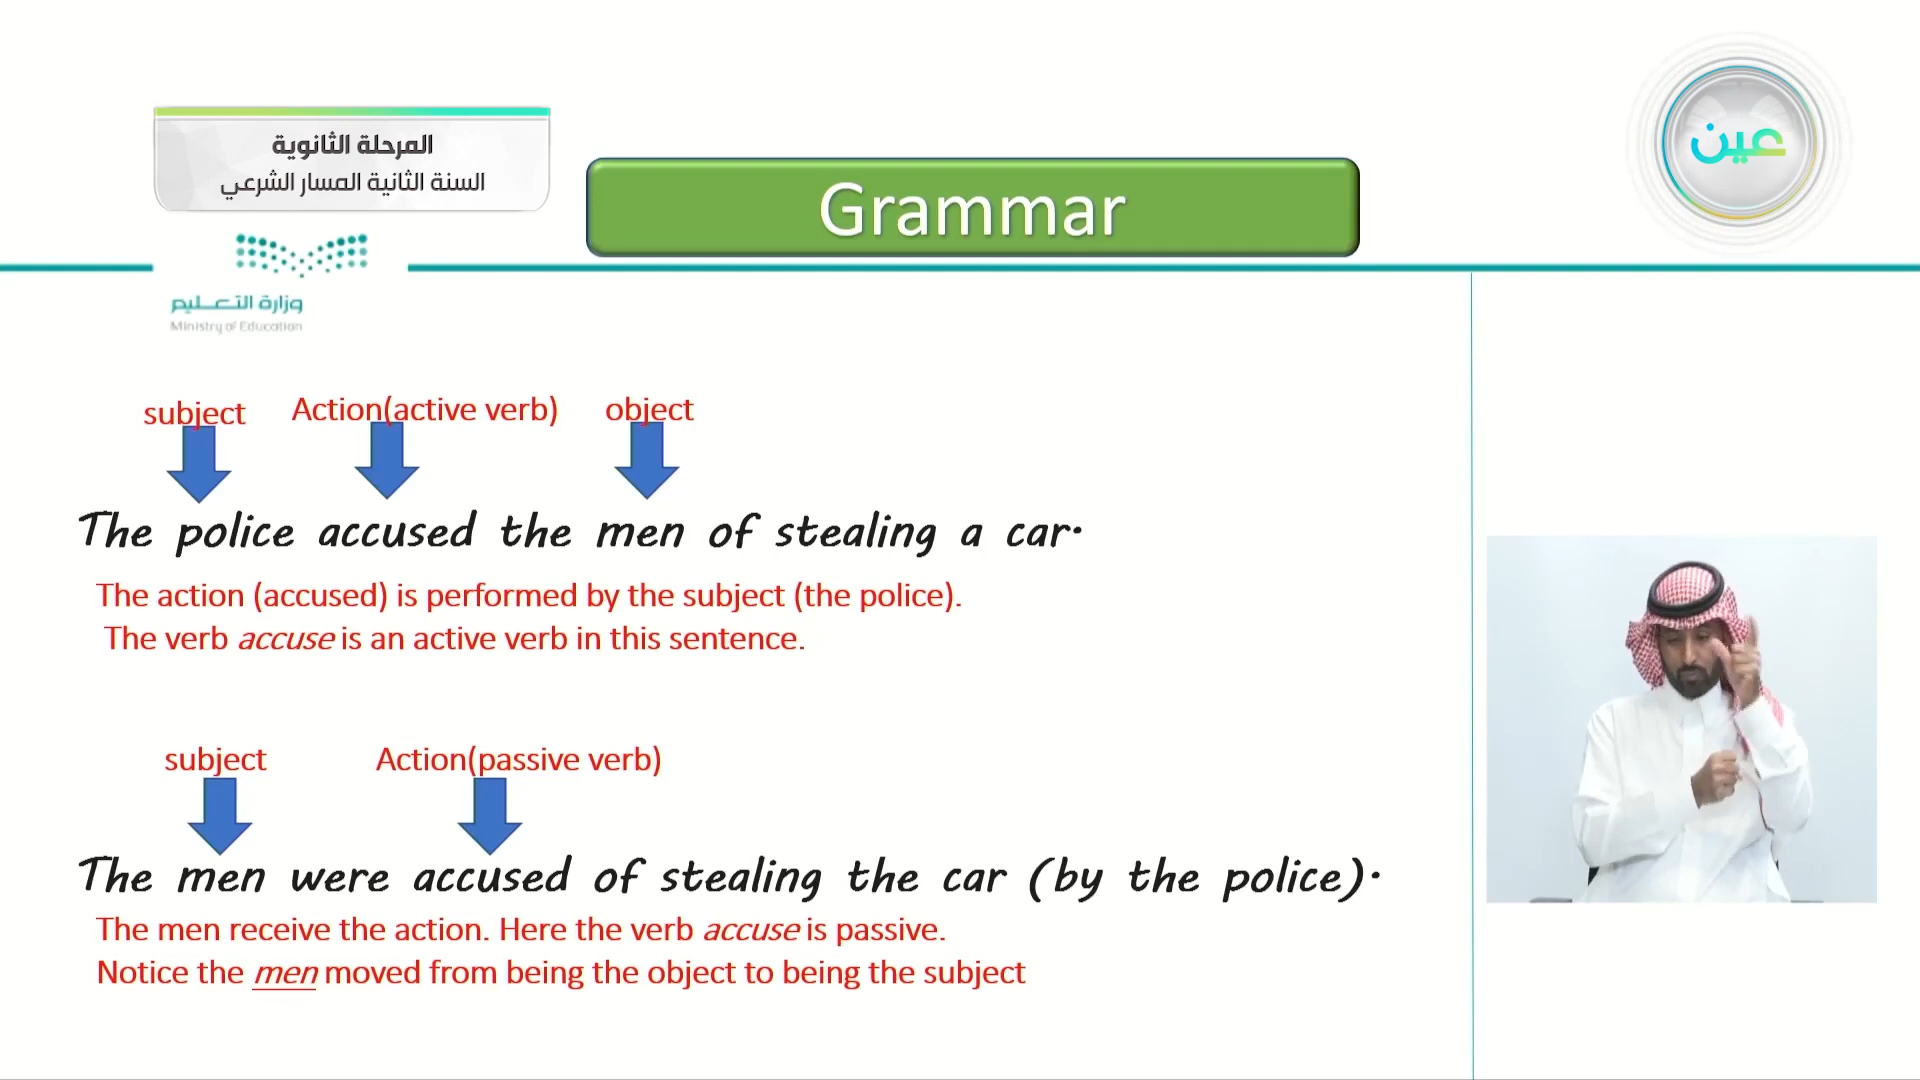 المرحلة الثانوية
السنة الثانية المسار الشرعي
Grammar
عين
وزارة التعليم
Ministry of Education
subject Action(active verb) object
The police accused the men of stealing a car.
The action (accused) is performed by the subject (the police).
The verb accuse is an active verb in this sentence.
subject Action(passive verb)
The men were accused of stealing the car (by the police).
The men receive the action. Here the verb accuse is passive.
Notice the men moved from being the object to being the subject